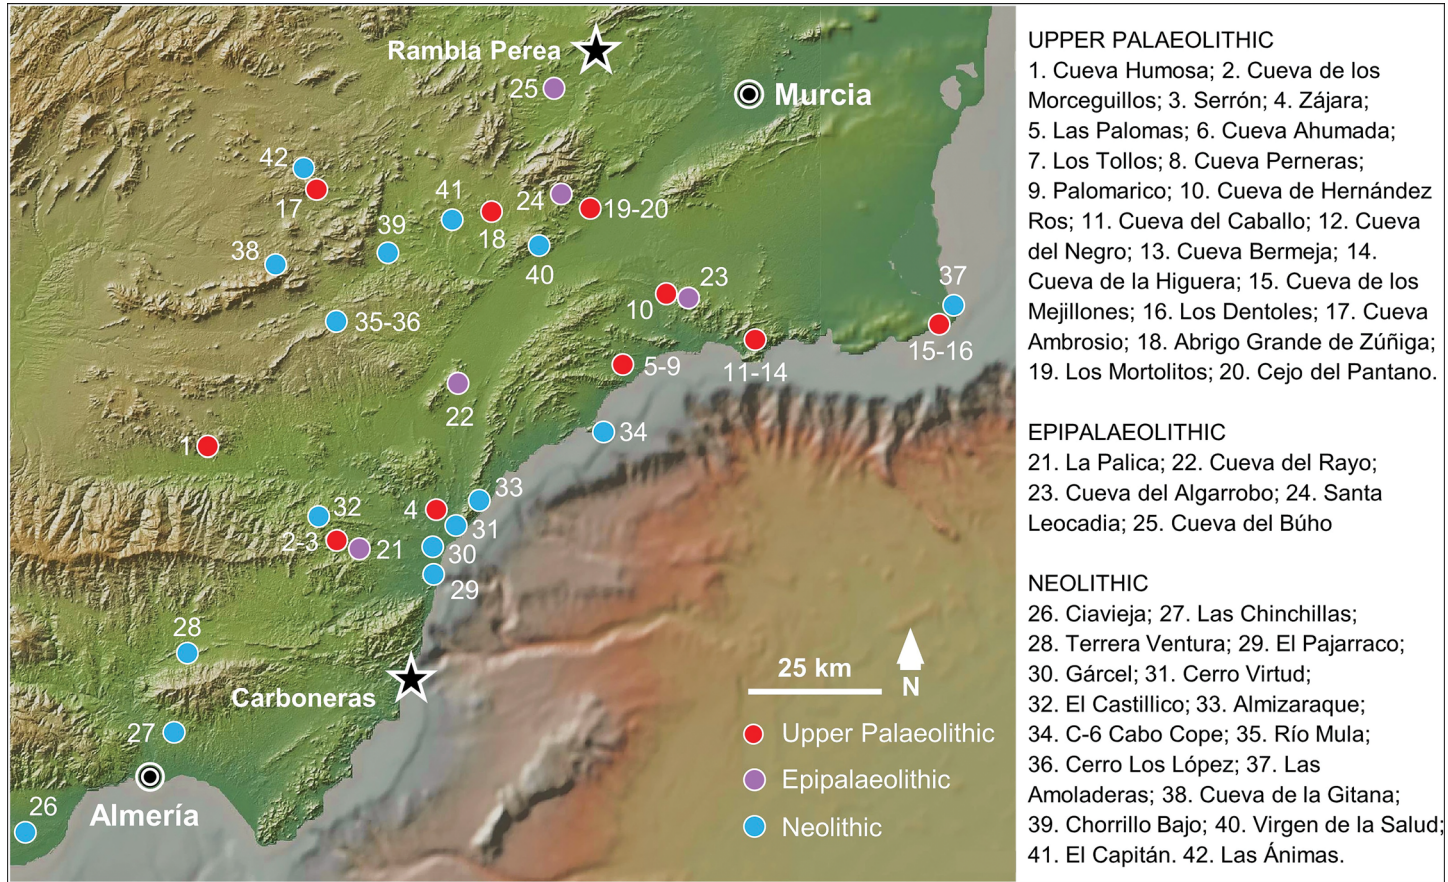 Rambla Perea
25
Murcia
42
17
41
24
19-20
18
39
38
40
23
37
10
35-36
15-16
5-9
11-14
22
34
1
33
32
4
31
2-3
21
30
29
28
25 km
N
Carboneras
27
Upper Palaeolithic
Epipalaeolithic
26
Almería
Neolithic
UPPER PALAEOLITHIC
1. Cueva Humosa; 2. Cueva de los
Morceguillos; 3. Serrón; 4. Zájara;
5. Las Palomas; 6. Cueva Ahumada;
7. Los Tollos; 8. Cueva Perneras;
9. Palomarico; 10. Cueva de Hernández
Ros; 11. Cueva del Caballo; 12. Cueva
del Negro; 13. Cueva Bermeja; 14.
Cueva de la Higuera; 15. Cueva de los
Mejillones; 16. Los Dentoles; 17. Cueva
Ambrosio; 18. Abrigo Grande de Zúñiga;
19. Los Mortolitos; 20. Cejo del Pantano.
EPIPALAEOLITHIC
21. La Palica; 22. Cueva del Rayo;
23. Cueva del Algarrobo; 24. Santa
Leocadia; 25. Cueva del Búho
NEOLITHIC
26. Ciavieja; 27. Las Chinchillas;
28. Terrera Ventura; 29. El Pajarraco;
30. Gárcel; 31. Cerro Virtud;
32. El Castillico; 33. Almizaraque;
34. C-6 Cabo Cope; 35. Río Mula;
36. Cerro Los López; 37. Las
Amoladeras; 38. Cueva de la Gitana;
39. Chorrillo Bajo; 40. Virgen de la Salud;
41. El Capitán. 42. Las Ánimas.